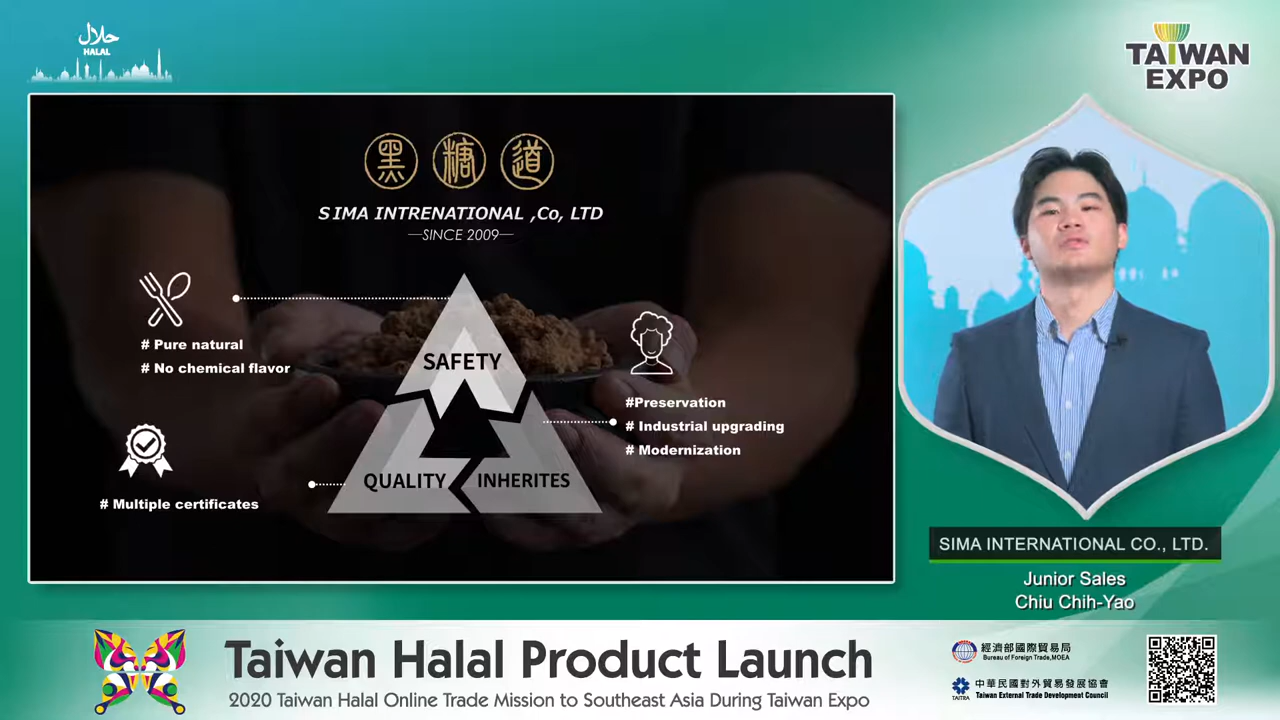 حلال
HALAL
TAIWAN
EXPO
黑糖道
SIMA INTRENATIONAL ,Co, LTD
—SINCE 2009—
# Pure natural
# No chemical flavor
SAFETY
#Preservation
# Industrial upgrading
# Modernization
QUALITY
INHERITES
# Multiple certificates
SIMA INTERNATIONAL CO., LTD.
Junior Sales
Chiu Chih-Yao
Taiwan Halal Product Launch
2020 Taiwan Halal Online Trade Mission to Southeast Asia During Taiwan Expo
經濟部國際貿易局
Bureau of Foreign Trade,MOEA
TAITRA
中華民國對外貿易發展協會
Taiwan External Trade Development Council